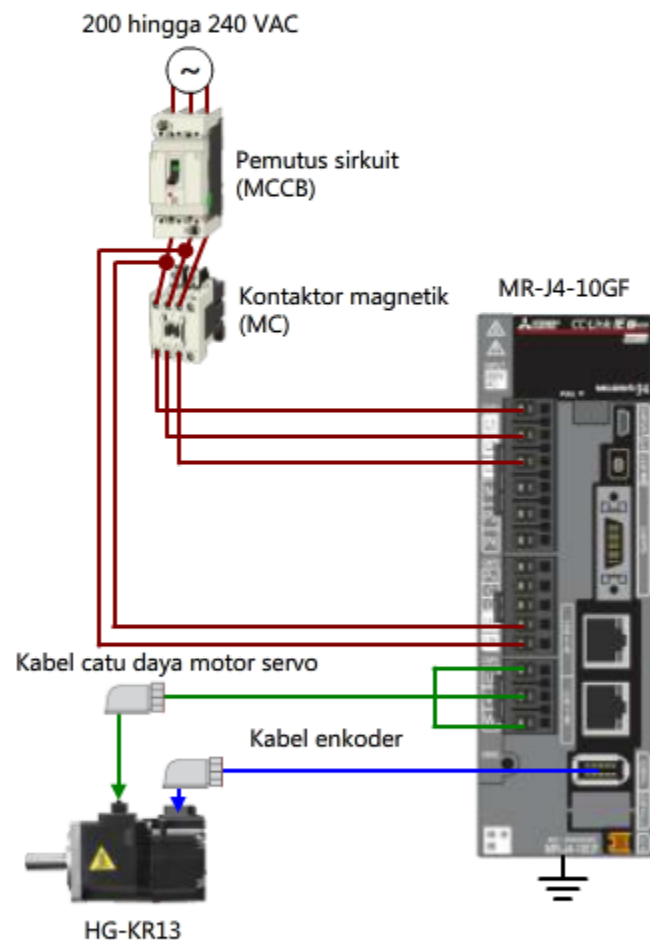 200 hingga 240 VAC
~
Pemutus sirkuit
(MCCB)
Kontaktor magnetik
(MC)
MR-J4-10GF
Kabel catu daya motor servo
Kabel enkoder
HG-KR13